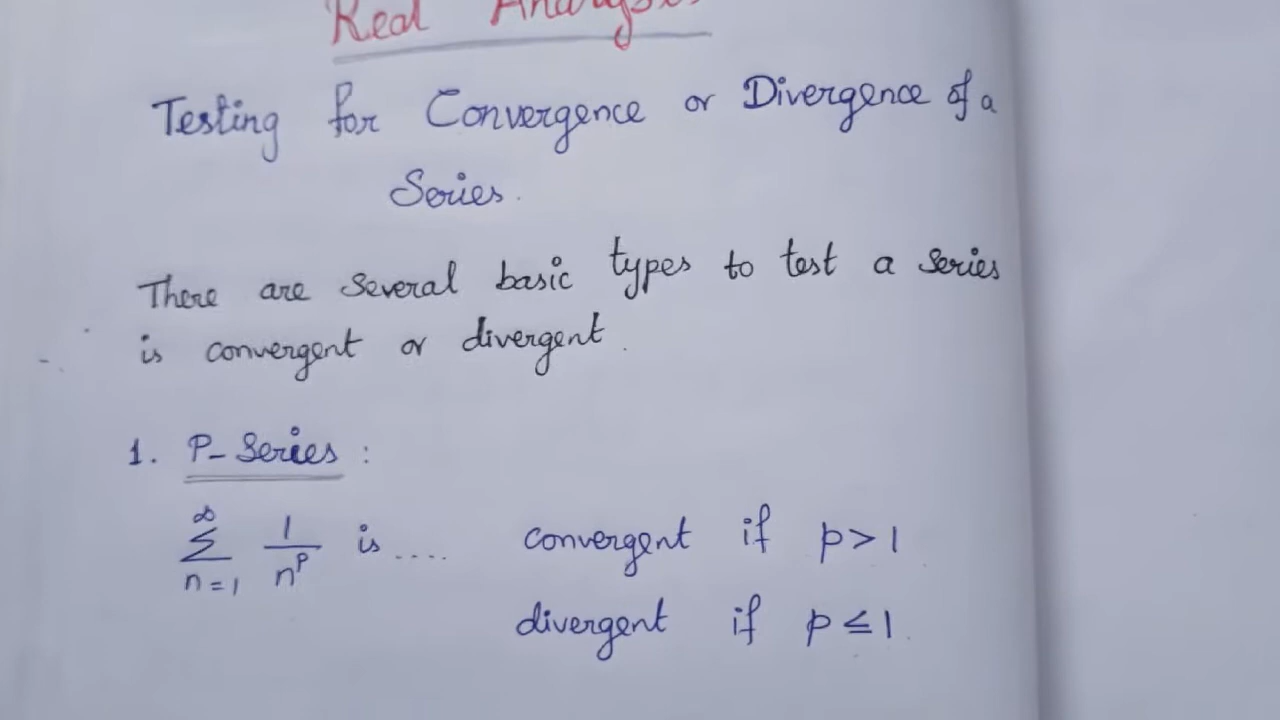 Real Analysis
Testing for Convergence or Divergence of a
Series.
There are several basic types to test a series
is convergent or divergent.
1. P- Series :
∞
∑ 1/n^p is .... convergent if p > 1
n = 1
divergent if p ≤ 1.